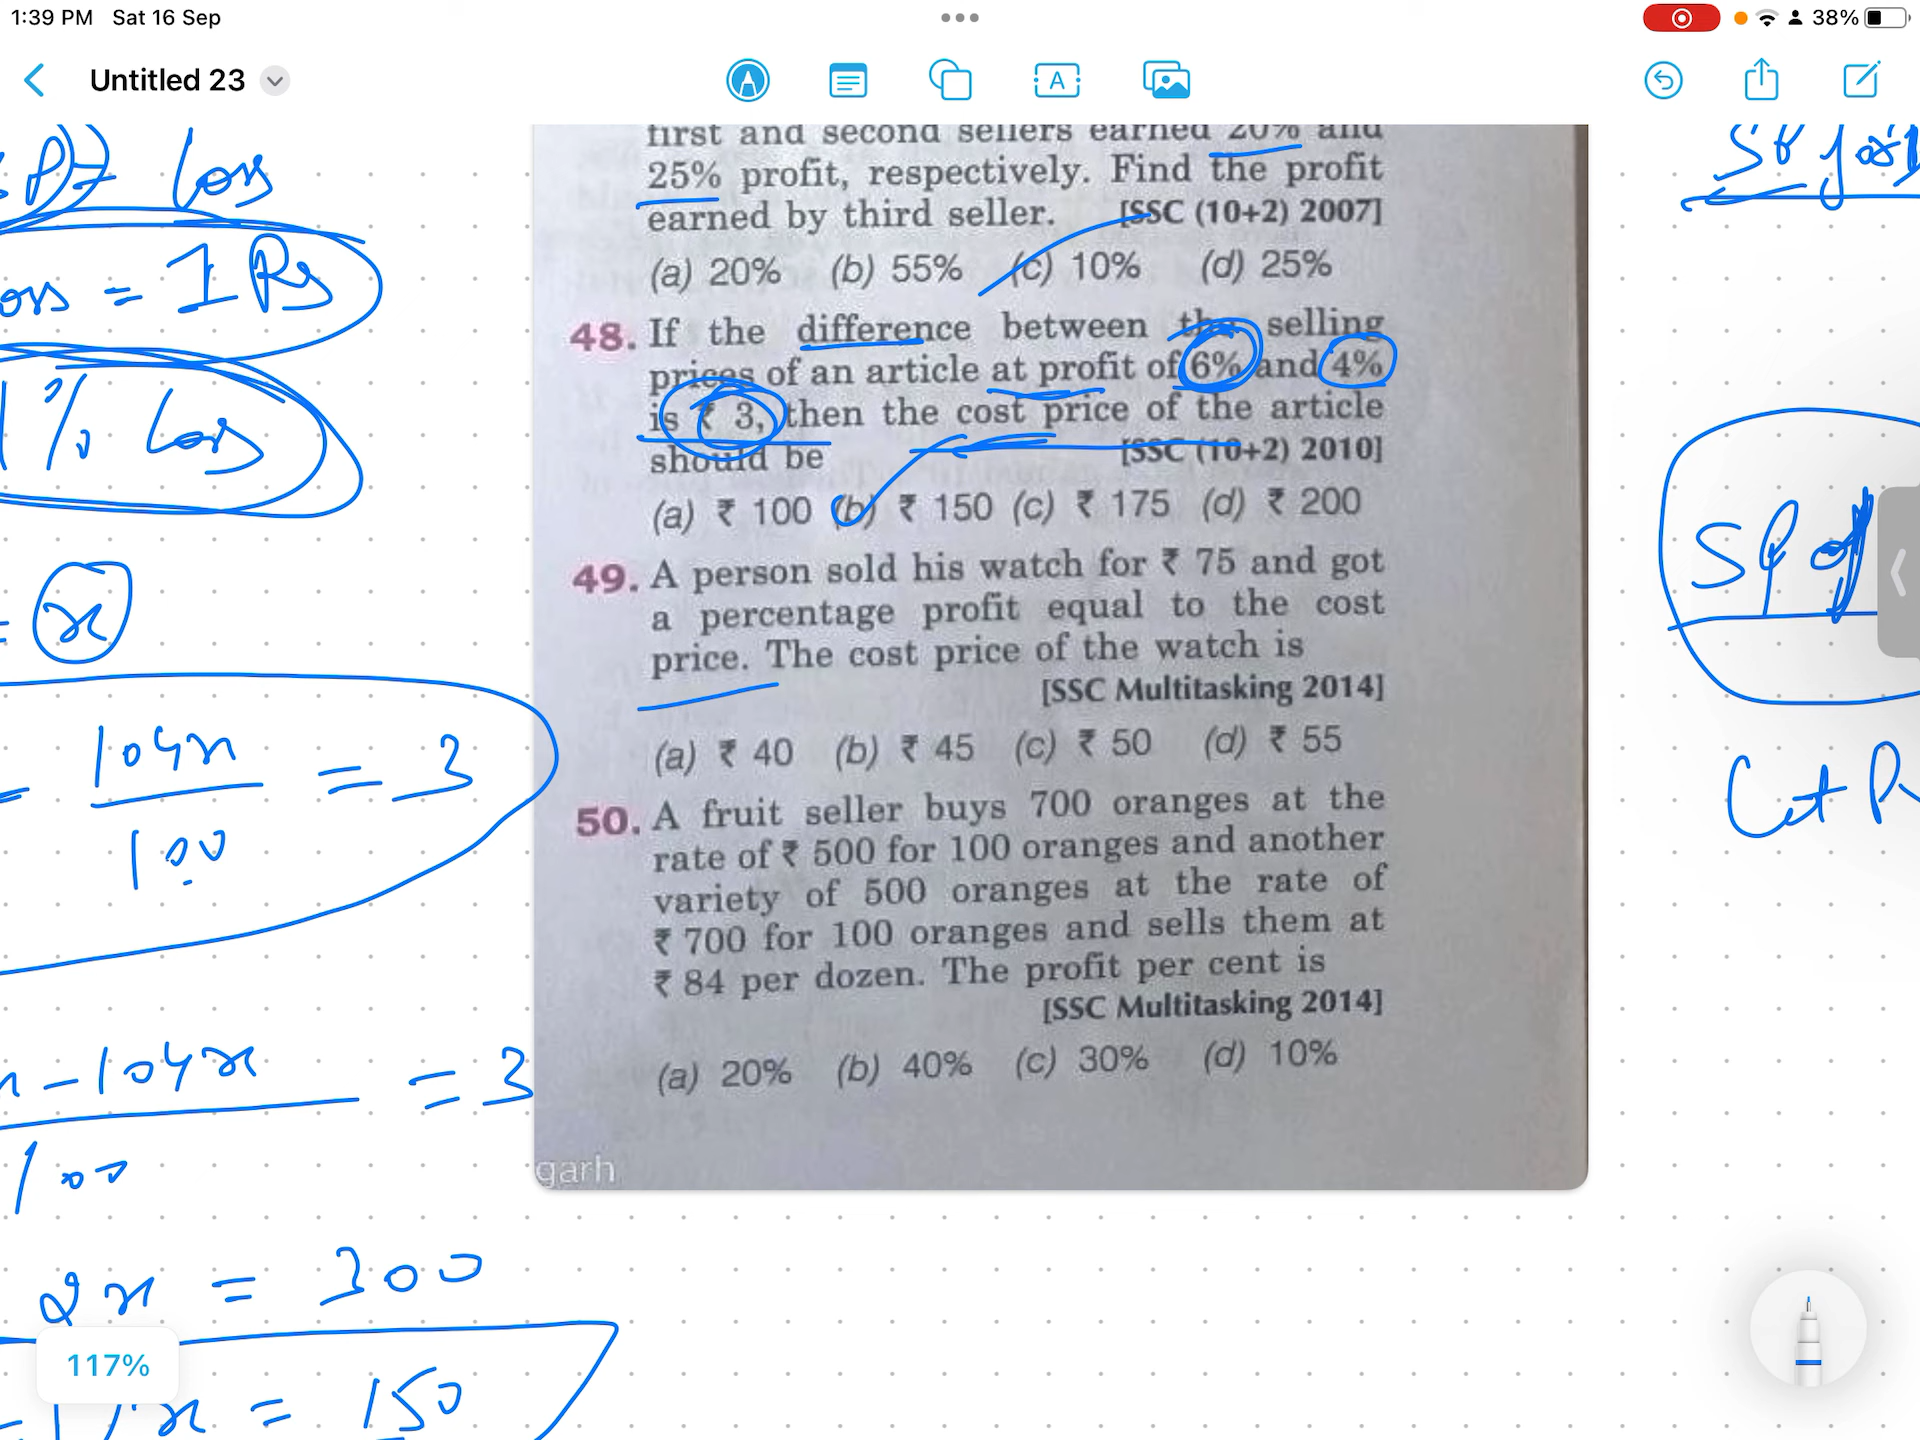 1:39 PM Sat 16 Sep
38%
Untitled 23
A
first and second sellers earned 20% and
25% profit, respectively. Find the profit
earned by third seller. [SSC (10+2) 2007]
(a) 20% (b) 55% (c) 10% (d) 25%
48. If the difference between the selling
prices of an article at profit of 6% and 4%
is ₹ 3, then the cost price of the article
should be [SSC (10+2) 2010]
(a) ₹ 100 (b) ₹ 150 (c) ₹ 175 (d) ₹ 200
49. A person sold his watch for ₹ 75 and got
a percentage profit equal to the cost
price. The cost price of the watch is
[SSC Multitasking 2014]
(a) ₹ 40 (b) ₹ 45 (c) ₹ 50 (d) ₹ 55
50. A fruit seller buys 700 oranges at the
rate of ₹ 500 for 100 oranges and another
variety of 500 oranges at the rate of
₹ 700 for 100 oranges and sells them at
₹ 84 per dozen. The profit per cent is
[SSC Multitasking 2014]
(a) 20% (b) 40% (c) 30% (d) 10%
garh
loss
= 1 Rs
1% loss
= x
104x = 3
100
- 104x = 3
100
2x = 300
x = 150
117%
SP of